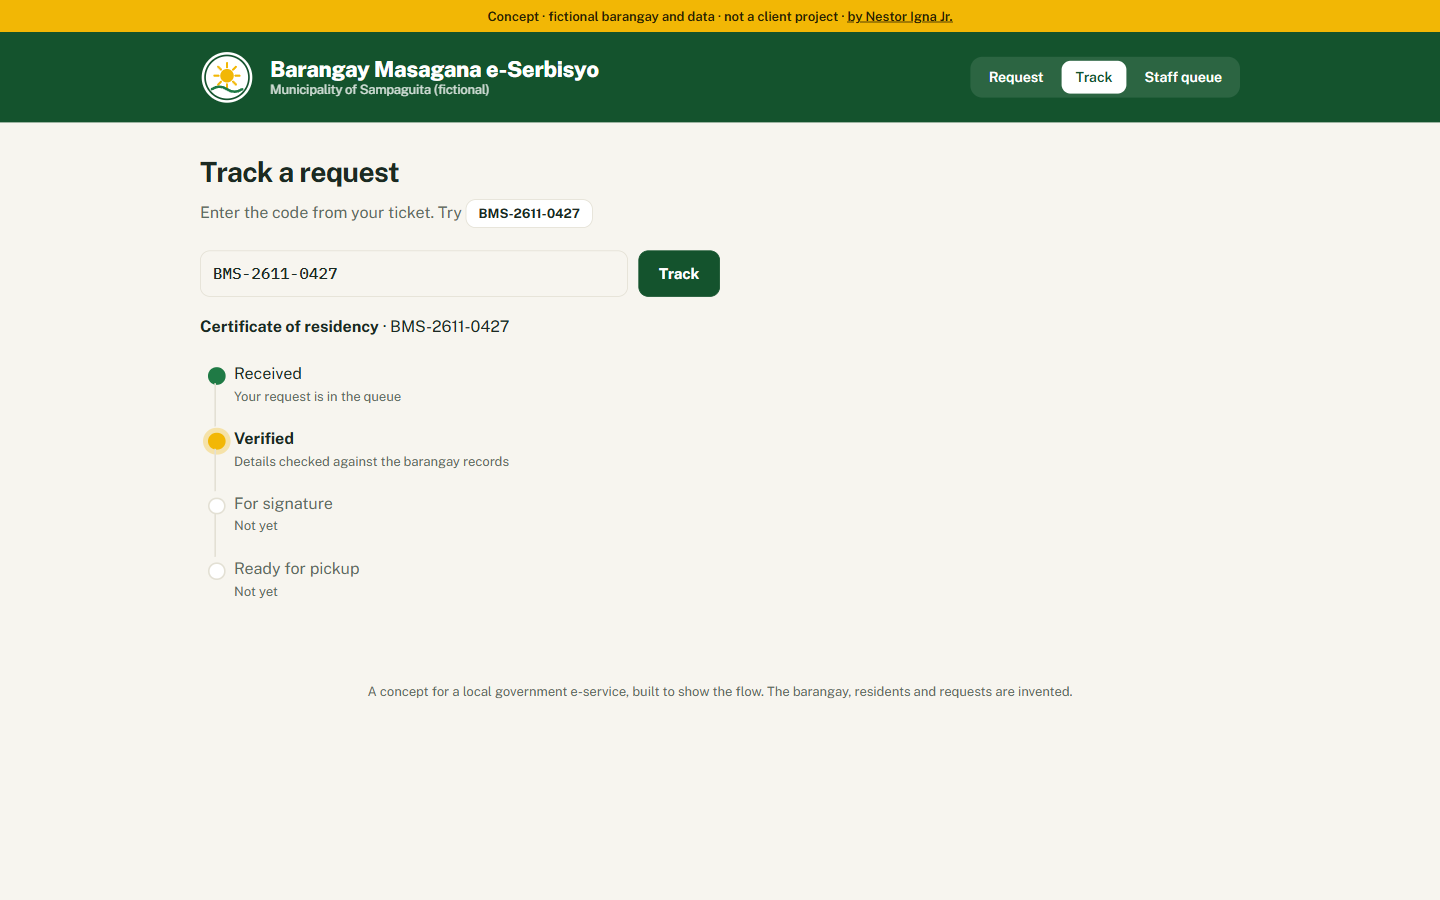 Concept · fictional barangay and data · not a client project · by Nestor Igna Jr.
Barangay Masagana e-Serbisyo
Municipality of Sampaguita (fictional)
Request Track Staff queue
Track a request
Enter the code from your ticket. Try BMS-2611-0427
BMS-2611-0427 Track
Certificate of residency · BMS-2611-0427
Received
Your request is in the queue
Verified
Details checked against the barangay records
For signature
Not yet
Ready for pickup
Not yet
A concept for a local government e-service, built to show the flow. The barangay, residents and requests are invented.